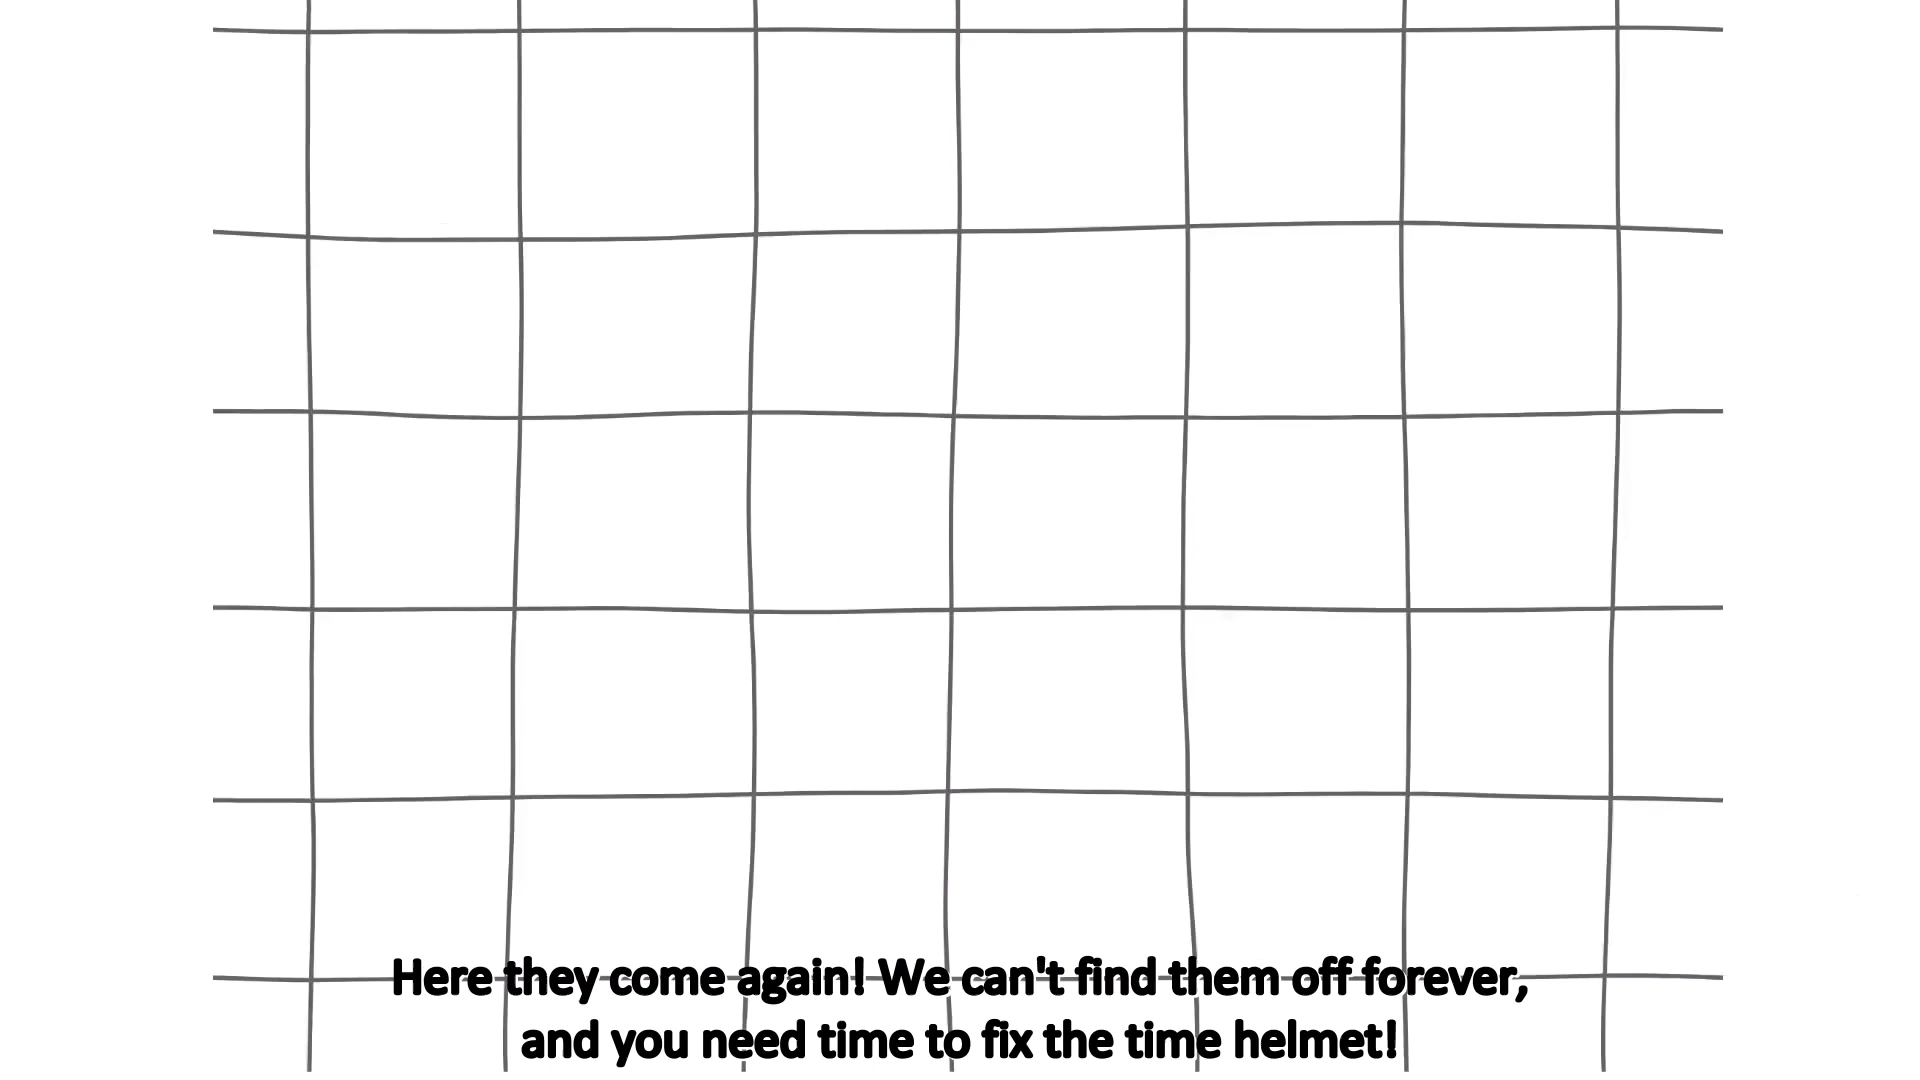 Here they come again! We can't find them off forever,
and you need time to fix the time helmet!